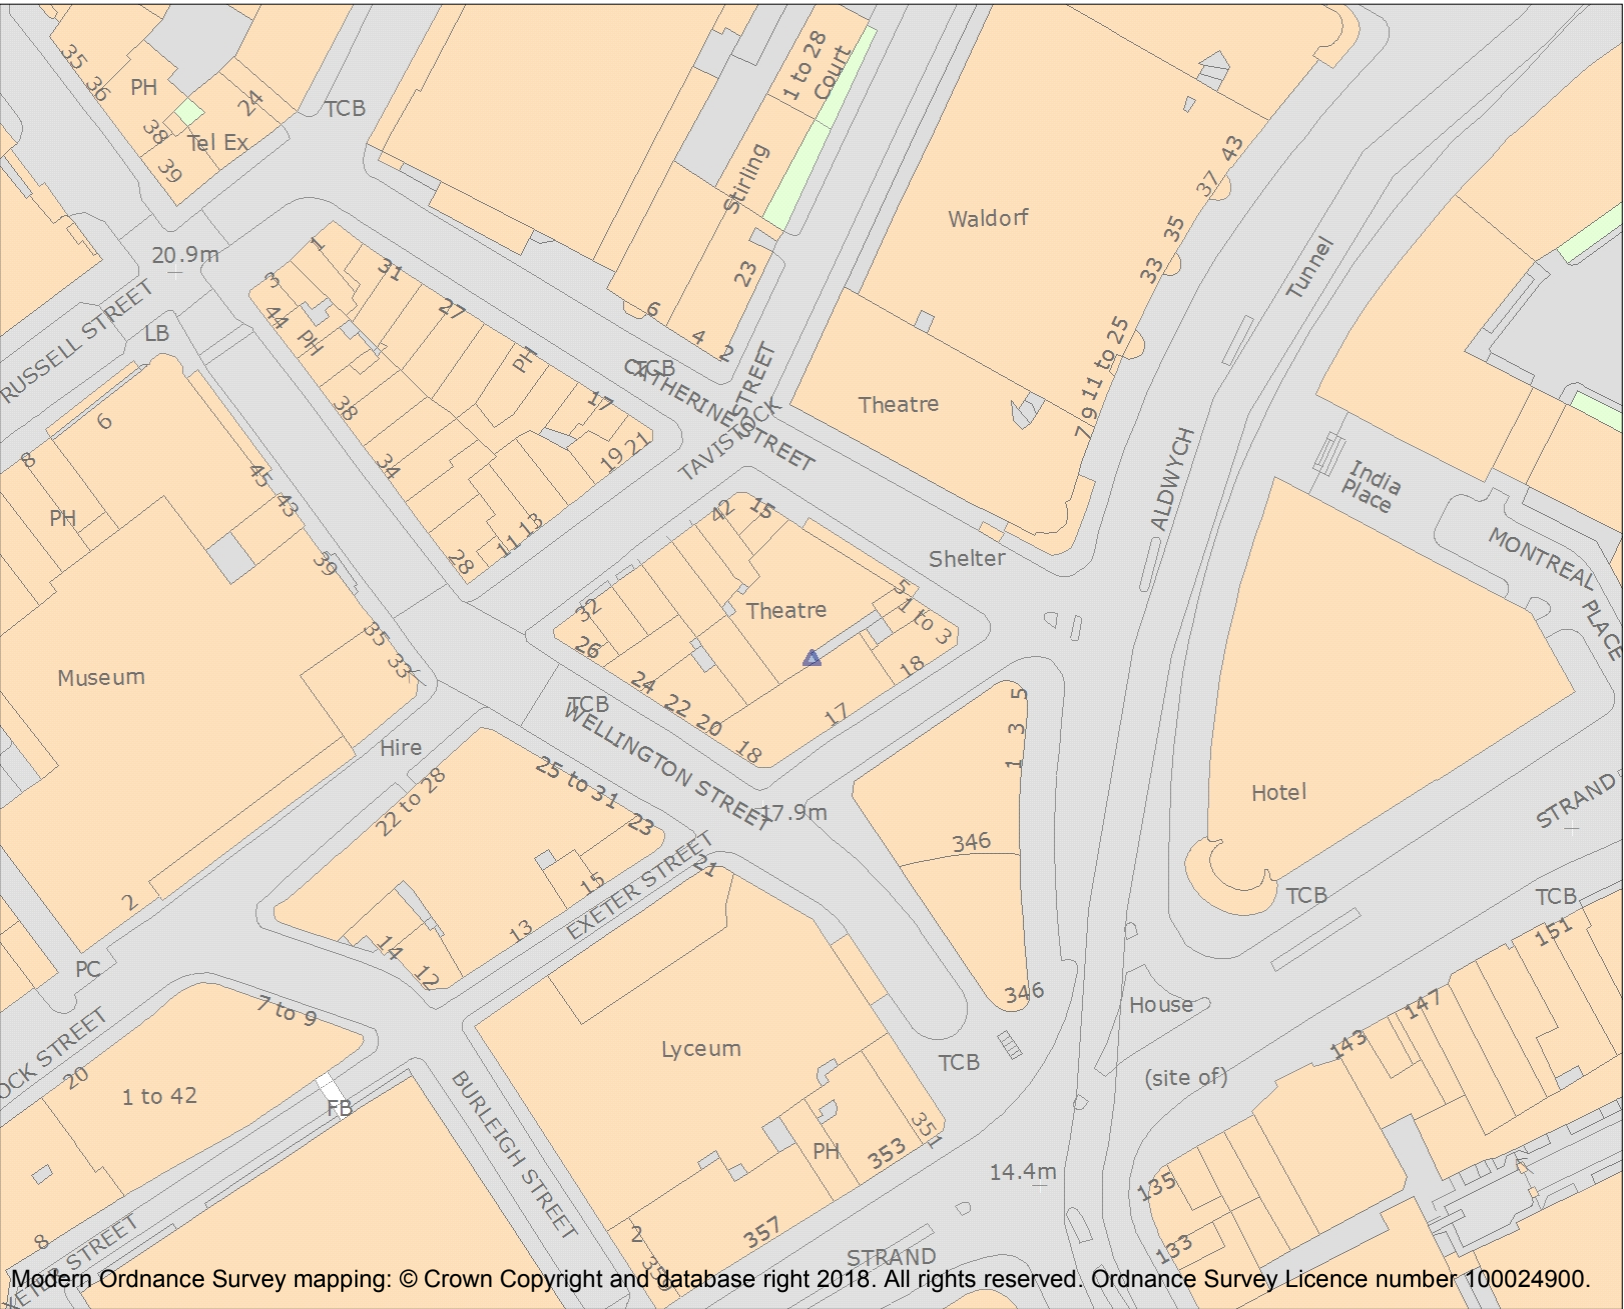 35
36
PH
38
39
24
Tel Ex
TCB
1 to 28
Stirling
Court
43
37
35
33
Waldorf
11 to 25
9
7
Theatre
Tunnel
20.9m
RUSSELL STREET
LB
1
3
44
PH
31
27
PH
17
19
21
38
34
28
11
13
6
4
2
23
TCB
CATHERINE STREET
TAVISTOCK
STREET
ALDWYCH
India
Place
MONTREAL
PLACE
6
8
PH
45
43
39
35
33
Museum
Hire
2
PC
42
15
32
26
24
22
20
18
Theatre
5
1 to 3
18
17
Shelter
TCB
WELLINGTON STREET
17.9m
5
3
1
346
346
Hotel
STRAND
TCB
TCB
151
147
143
22 to 28
25 to 31
23
15
13
14
12
EXETER STREET
21
7 to 9
OCK STREET
20
1 to 42
FB
8
XETER STREET
BURLEIGH STREET
Lyceum
PH
351
353
357
2
TCB
House
(site of)
14.4m
135
133
STRAND
Modern Ordnance Survey mapping: © Crown Copyright and database right 2018. All rights reserved. Ordnance Survey Licence number 100024900.